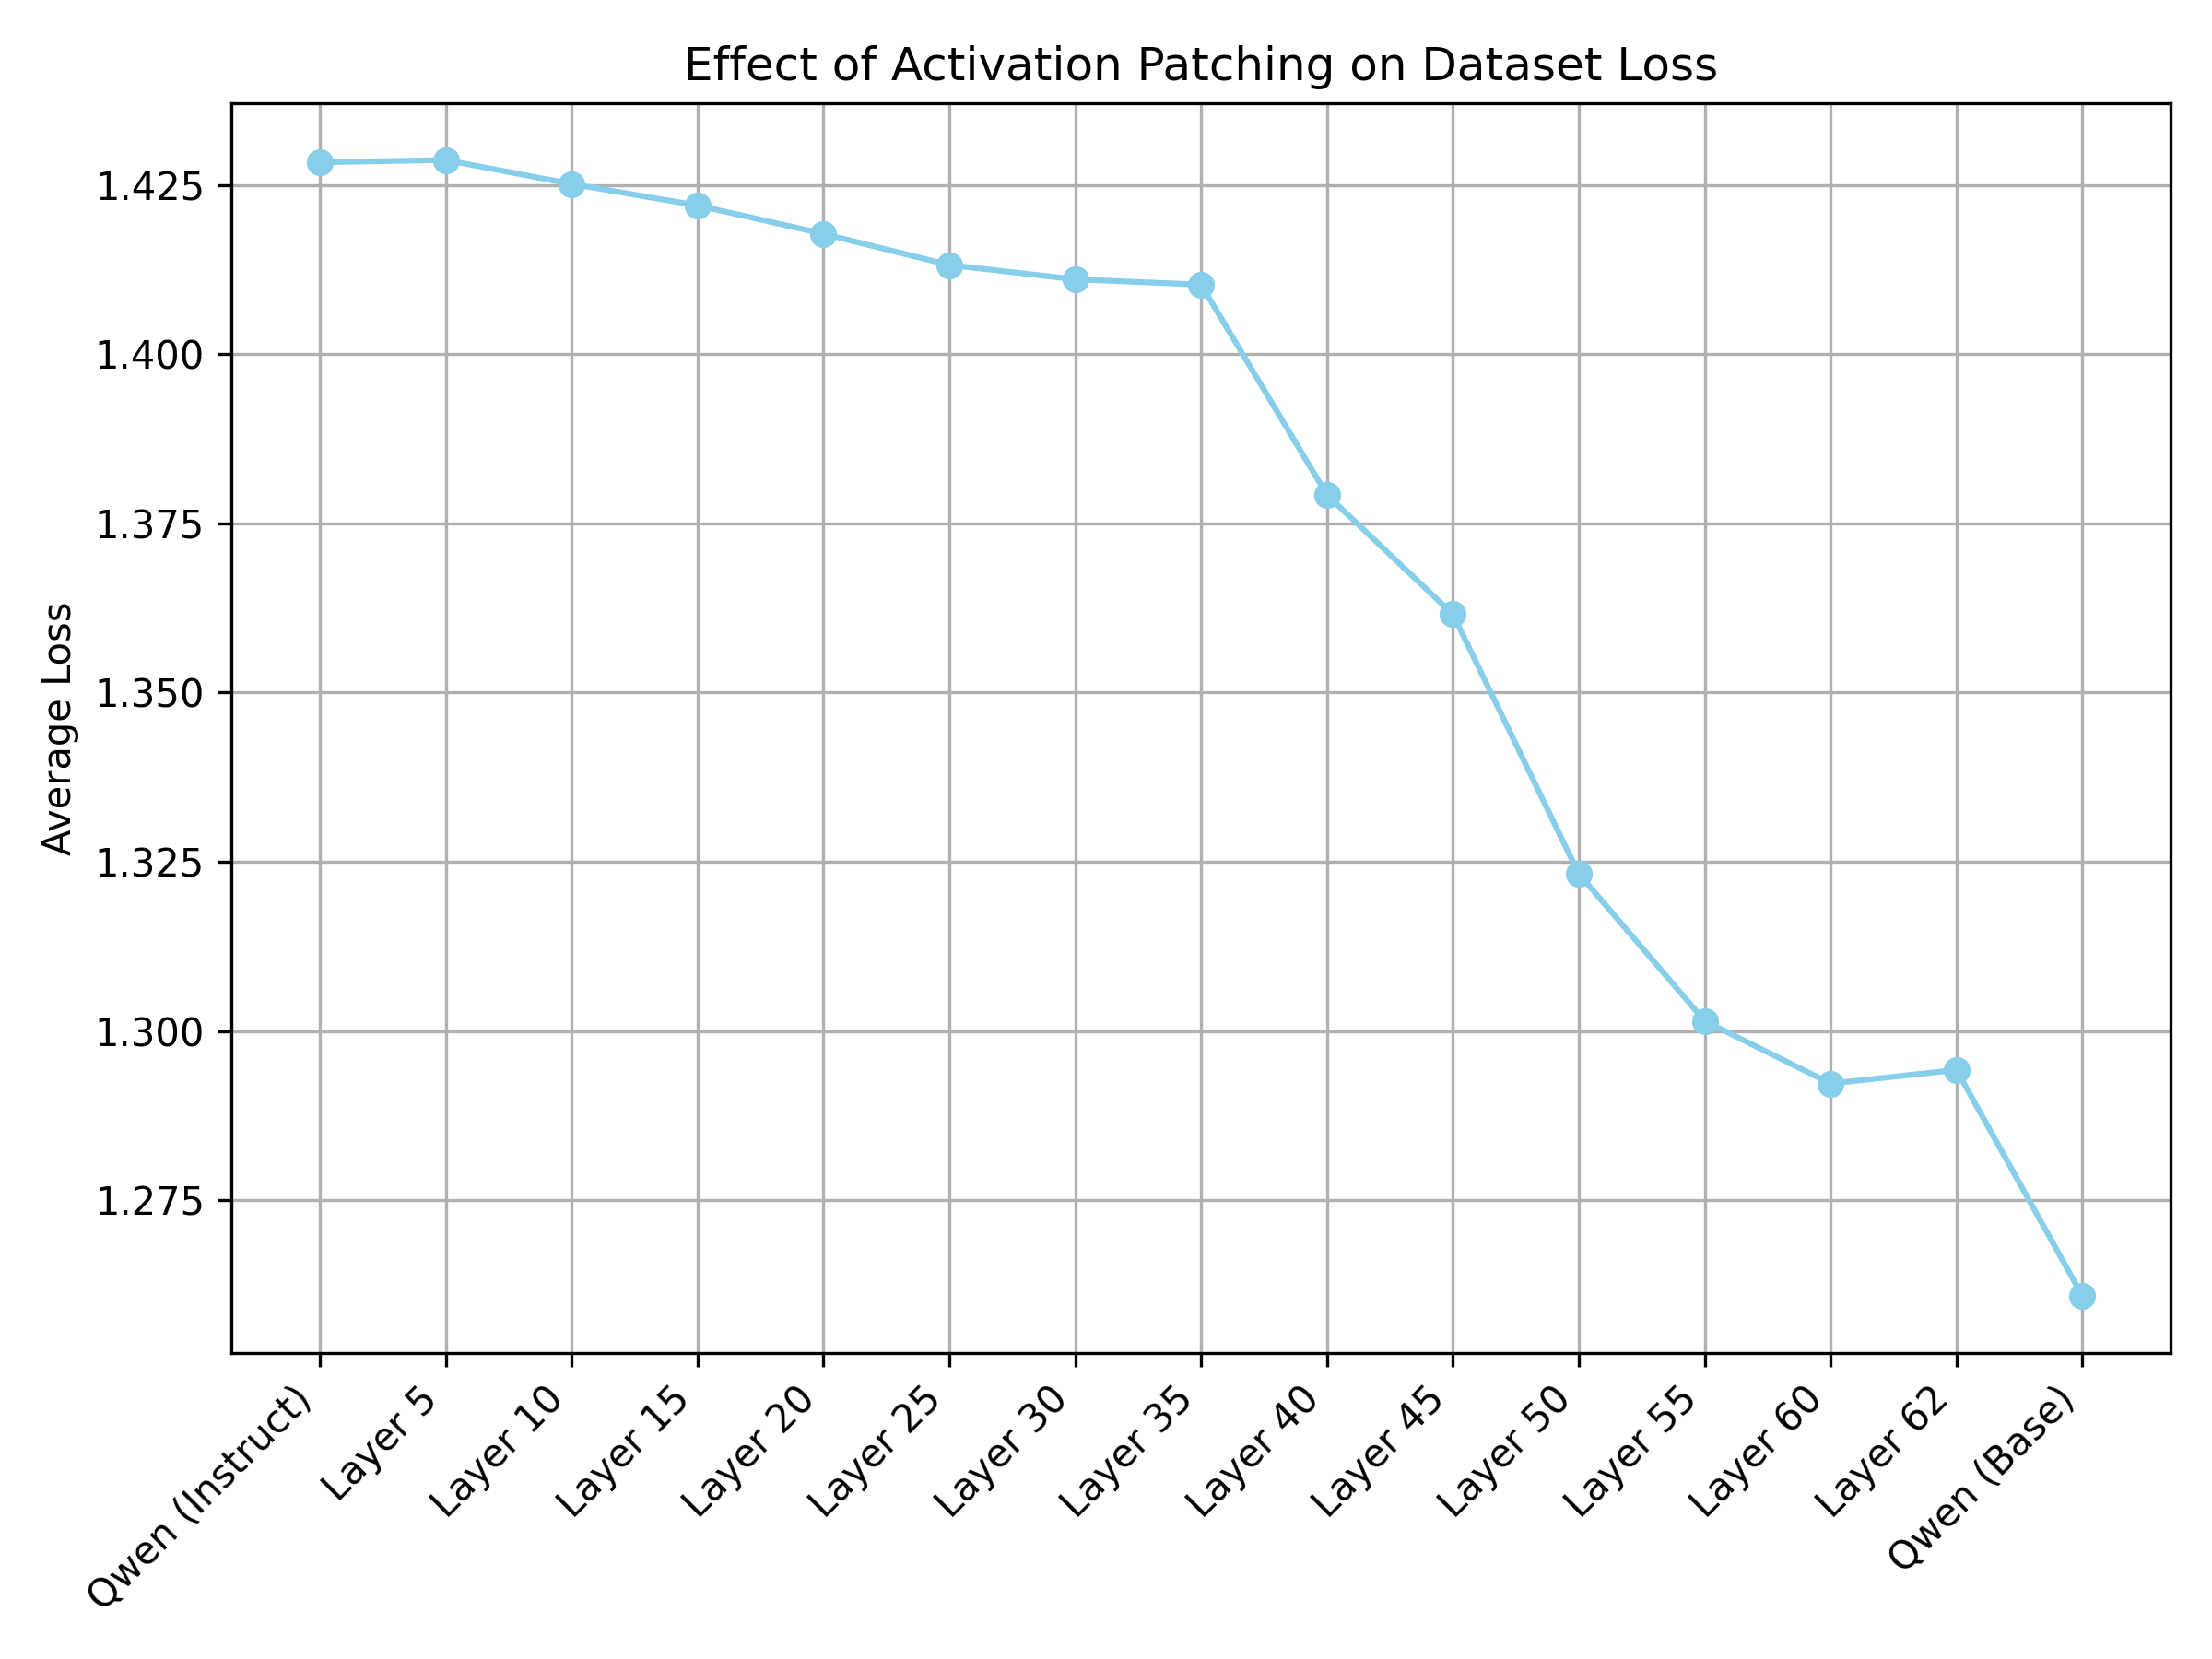 Effect of Activation Patching on Dataset Loss
Average Loss
1.425
1.400
1.375
1.350
1.325
1.300
1.275
Qwen (Instruct)
Layer 5
Layer 10
Layer 15
Layer 20
Layer 25
Layer 30
Layer 35
Layer 40
Layer 45
Layer 50
Layer 55
Layer 60
Layer 62
Qwen (Base)